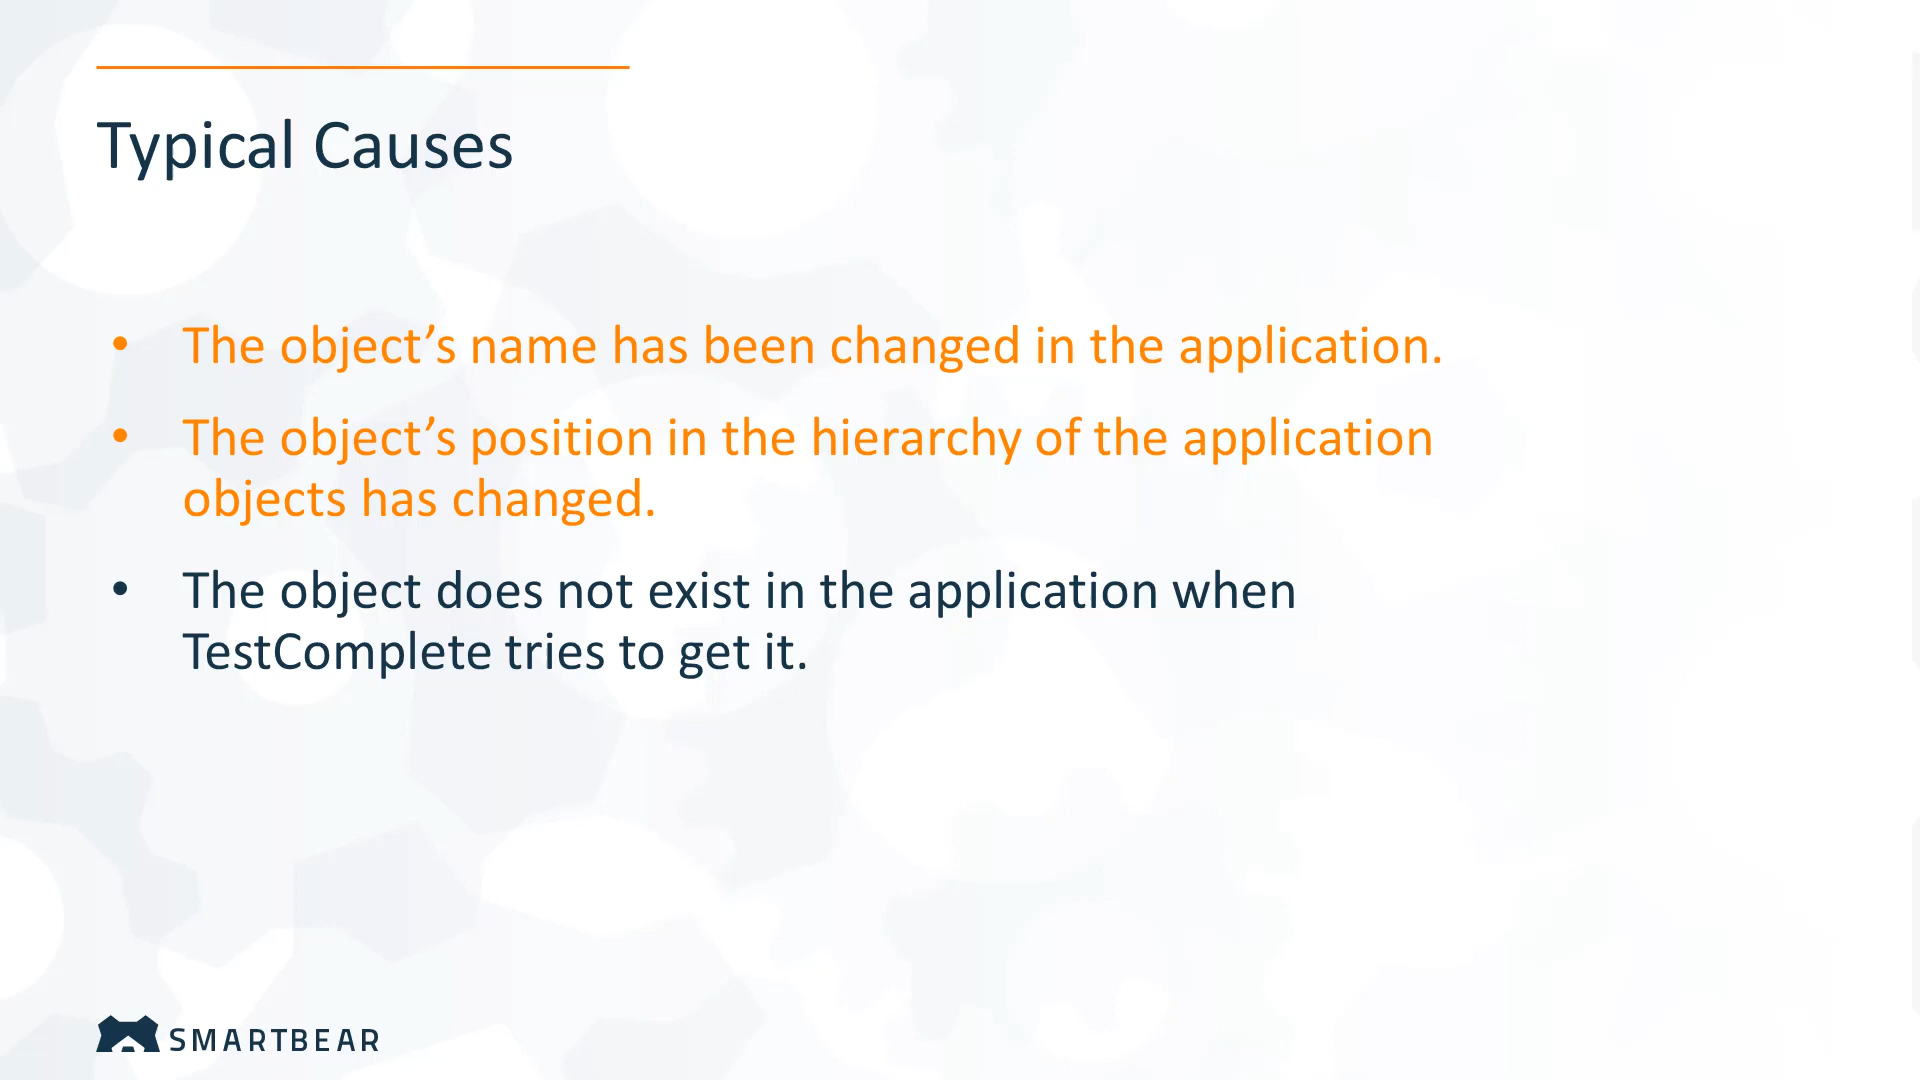 Typical Causes
• The object’s name has been changed in the application.
• The object’s position in the hierarchy of the application
objects has changed.
• The object does not exist in the application when
TestComplete tries to get it.
SMARTBEAR